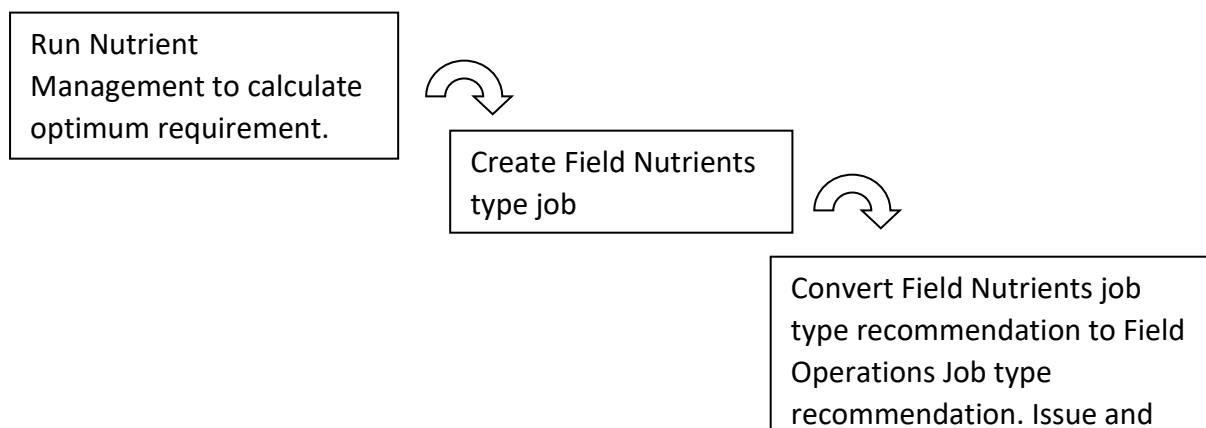 Run Nutrient
Management to calculate
optimum requirement.
Create Field Nutrients
type job
Convert Field Nutrients job
type recommendation to Field
Operations Job type
recommendation. Issue and